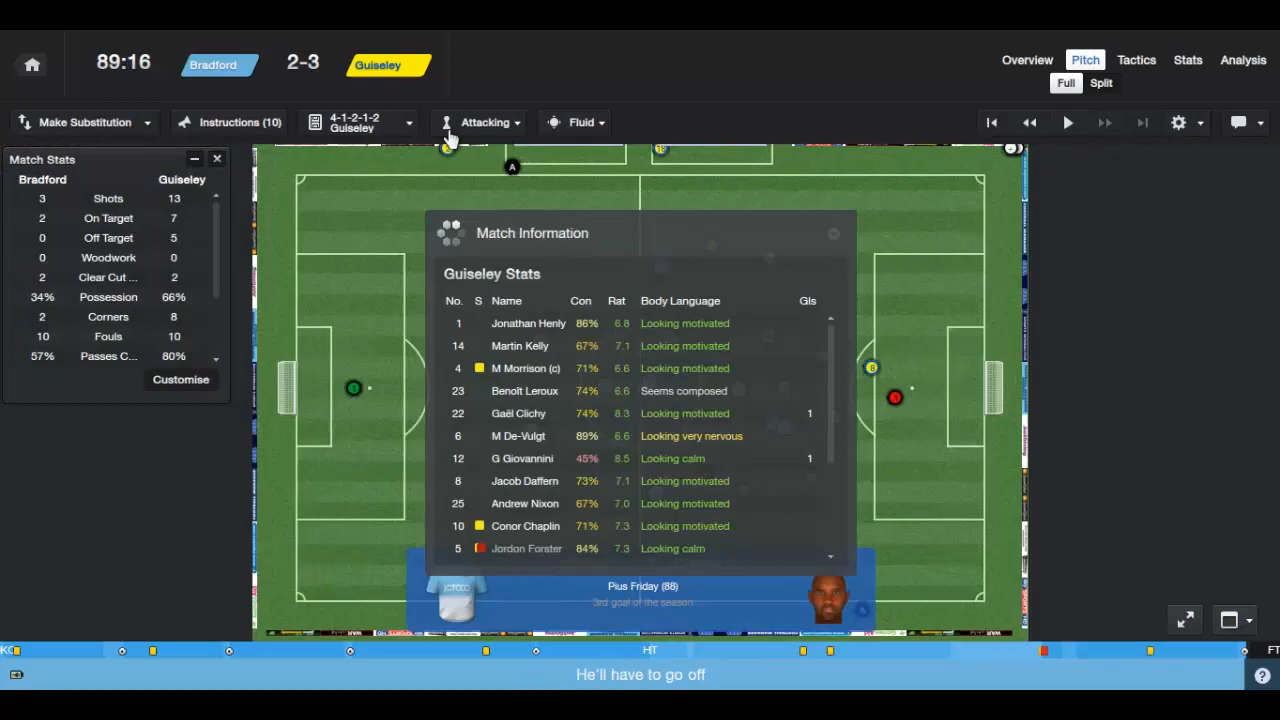 89:16
Bradford
2-3
Guiseley
Overview
Pitch
Tactics
Stats
Analysis
Full
Split
Make Substitution
Instructions (10)
4-1-2-1-2
Guiseley
Attacking
Fluid
Match Stats
Bradford Guiseley
3 Shots 13
2 On Target 7
0 Off Target 5
0 Woodwork 0
2 Clear Cut ... 2
34% Possession 66%
2 Corners 8
10 Fouls 10
57% Passes C... 80%
Customise
A
Match Information
Guiseley Stats
No. S Name Con Rat Body Language Gls
1 Jonathan Henly 86% 6.8 Looking motivated
14 Martin Kelly 67% 7.1 Looking motivated
4 M Morrison (c) 71% 6.6 Looking motivated
23 Benoît Leroux 74% 6.6 Seems composed
22 Gaël Clichy 74% 8.3 Looking motivated 1
6 M De-Vulgt 89% 6.6 Looking very nervous
12 G Giovannini 45% 8.5 Looking calm 1
8 Jacob Daffern 73% 7.1 Looking motivated
25 Andrew Nixon 67% 7.0 Looking motivated
10 Conor Chaplin 71% 7.3 Looking motivated
5 Jordon Forster 84% 7.3 Looking calm
8
Pius Friday (88)
3rd goal of the season
KO HT FT
He'll have to go off
?